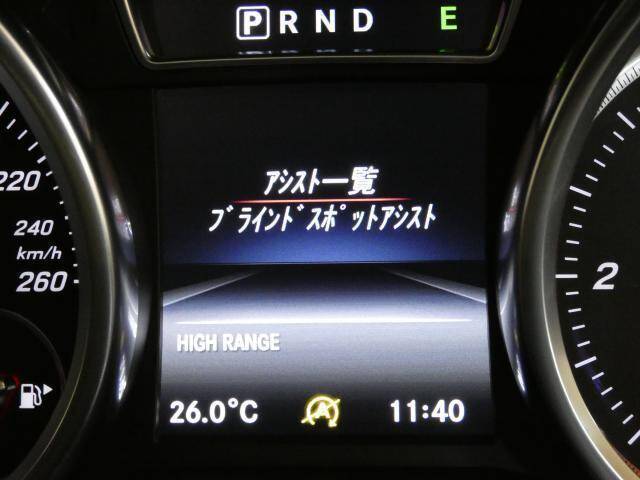 P R N D E
アシスト一覧
ブラインドスポットアシスト
220
240
km/h
260
2
HIGH RANGE
26.0°C
A
11:40